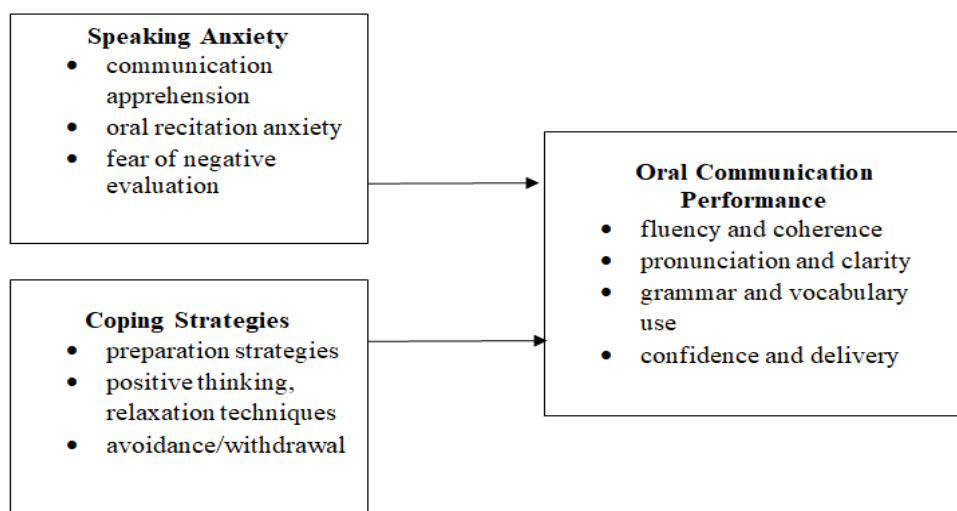 Speaking Anxiety
• communication
apprehension
• oral recitation anxiety
• fear of negative
evaluation
Coping Strategies
• preparation strategies
• positive thinking,
relaxation techniques
• avoidance/withdrawal
Oral Communication
Performance
• fluency and coherence
• pronunciation and clarity
• grammar and vocabulary
use
• confidence and delivery